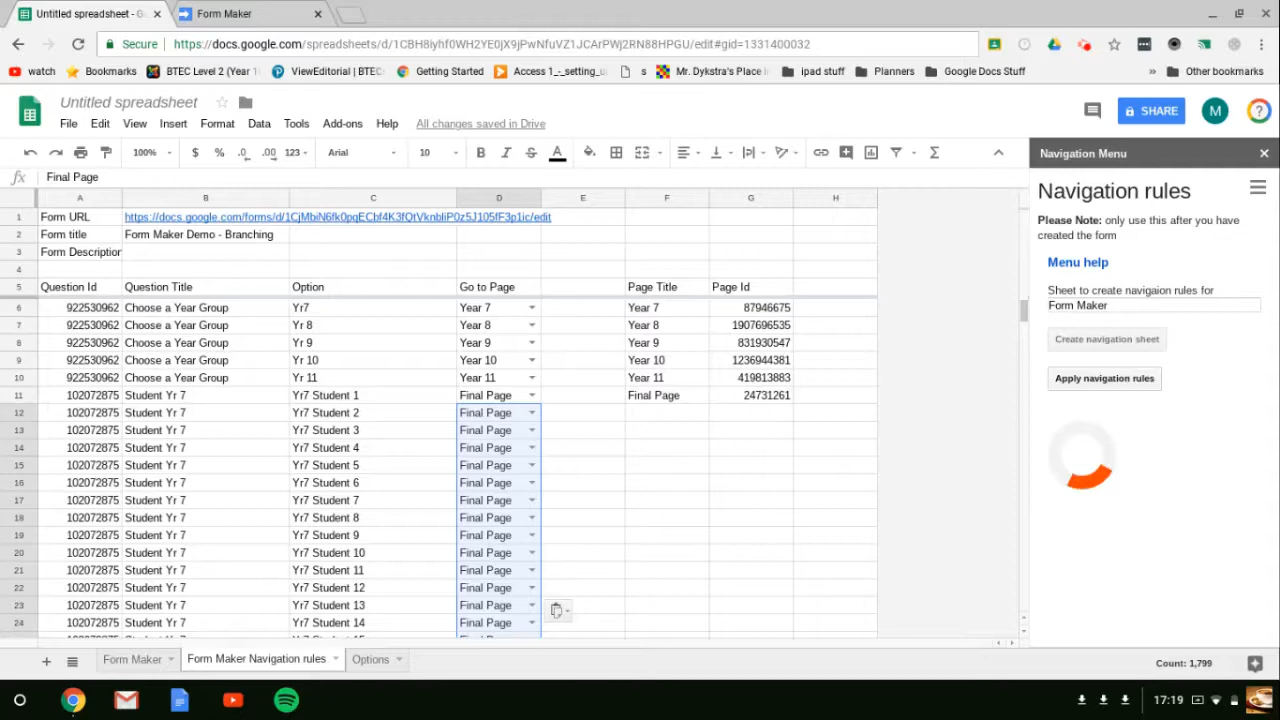 Untitled spreadsheet - G
Form Maker
Secure
https://docs.google.com/spreadsheets/d/1CBH8iyhf0WH2YE0jX9jPwNfuVZ1JCArPWj2RN88HPGU/edit#gid=1331400032
watch
Bookmarks
BTEC Level 2 (Year 1
ViewEditorial | BTEC
Getting Started
Access 1_-_setting_u
s
Mr. Dykstra's Place i
ipad stuff
Planners
Google Docs Stuff
»
Other bookmarks
Untitled spreadsheet
SHARE
M
File Edit View Insert Format Data Tools Add-ons Help All changes saved in Drive
100% $ % .0 .00 123 Arial 10 B I S A
Navigation Menu
fx Final Page
A B C D E F G H
1 Form URL https://docs.google.com/forms/d/1CjMbiN6fk0pqECbf4K3fQtVknbliP0z5J105fF3p1ic/edit
2 Form title Form Maker Demo - Branching
3 Form Description
4
5 Question Id Question Title Option Go to Page Page Title Page Id
6 922530962 Choose a Year Group Yr7 Year 7 Year 7 87946675
7 922530962 Choose a Year Group Yr 8 Year 8 Year 8 1907696535
8 922530962 Choose a Year Group Yr 9 Year 9 Year 9 831930547
9 922530962 Choose a Year Group Yr 10 Year 10 Year 10 1236944381
10 922530962 Choose a Year Group Yr 11 Year 11 Year 11 419813883
11 102072875 Student Yr 7 Yr7 Student 1 Final Page Final Page 24731261
12 102072875 Student Yr 7 Yr7 Student 2 Final Page
13 102072875 Student Yr 7 Yr7 Student 3 Final Page
14 102072875 Student Yr 7 Yr7 Student 4 Final Page
15 102072875 Student Yr 7 Yr7 Student 5 Final Page
16 102072875 Student Yr 7 Yr7 Student 6 Final Page
17 102072875 Student Yr 7 Yr7 Student 7 Final Page
18 102072875 Student Yr 7 Yr7 Student 8 Final Page
19 102072875 Student Yr 7 Yr7 Student 9 Final Page
20 102072875 Student Yr 7 Yr7 Student 10 Final Page
21 102072875 Student Yr 7 Yr7 Student 11 Final Page
22 102072875 Student Yr 7 Yr7 Student 12 Final Page
23 102072875 Student Yr 7 Yr7 Student 13 Final Page
24 102072875 Student Yr 7 Yr7 Student 14 Final Page
Navigation rules
Please Note: only use this after you have
created the form
Menu help
Sheet to create navigaion rules for
Form Maker
Create navigation sheet
Apply navigation rules
Form Maker
Form Maker Navigation rules
Options
Count: 1,799
17:19